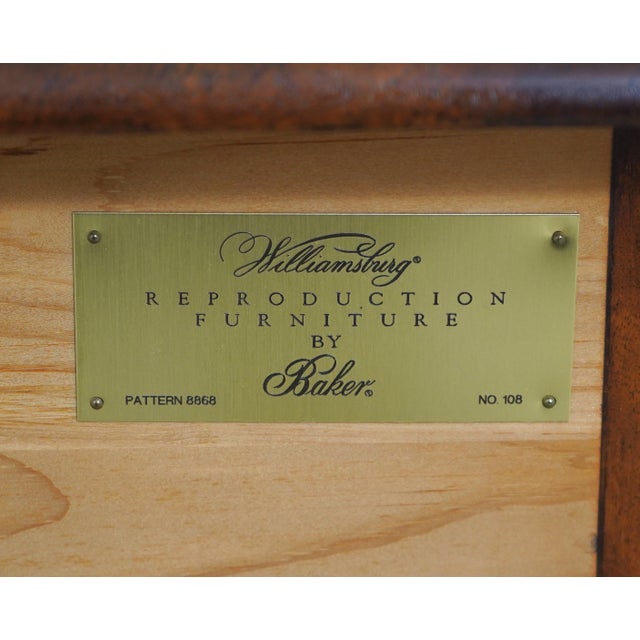 Williamsburg®
REPRODUCTION
FURNITURE
BY
Baker®
PATTERN 8868 NO. 108